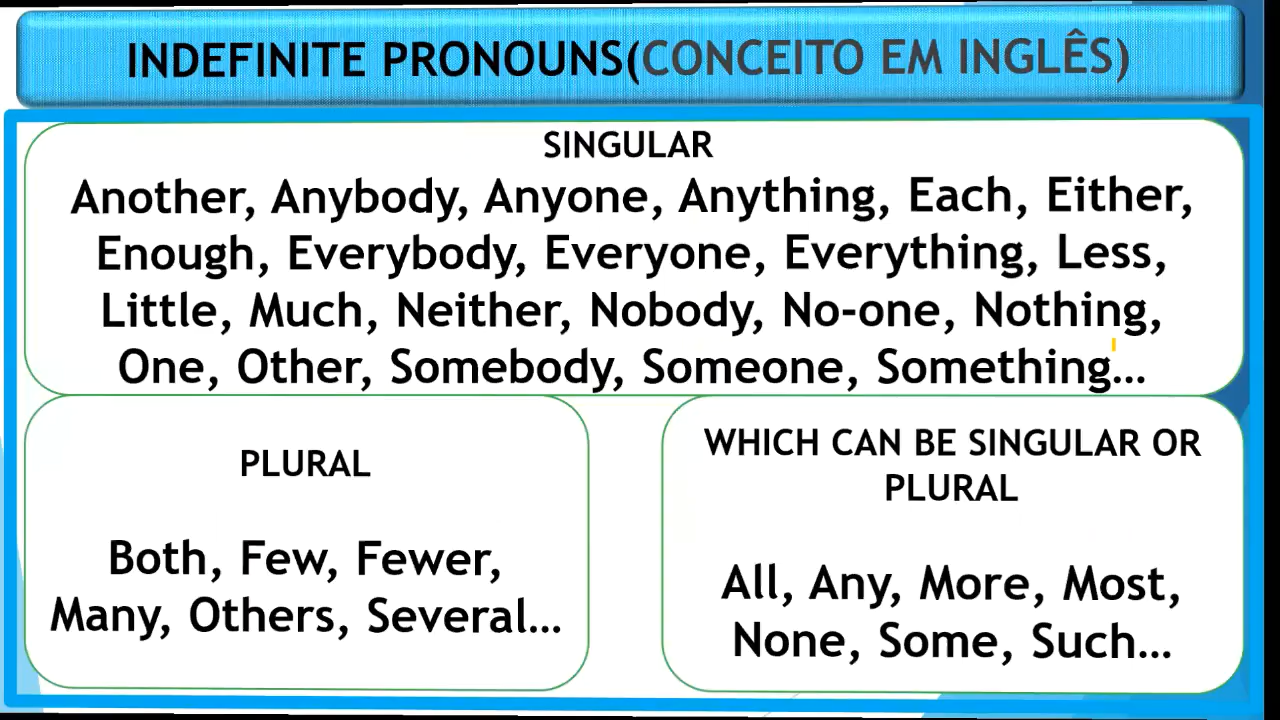 INDEFINITE PRONOUNS(CONCEITO EM INGLÊS)
SINGULAR
Another, Anybody, Anyone, Anything, Each, Either,
Enough, Everybody, Everyone, Everything, Less,
Little, Much, Neither, Nobody, No-one, Nothing,
One, Other, Somebody, Someone, Something…
PLURAL
Both, Few, Fewer,
Many, Others, Several…
WHICH CAN BE SINGULAR OR
PLURAL
All, Any, More, Most,
None, Some, Such…